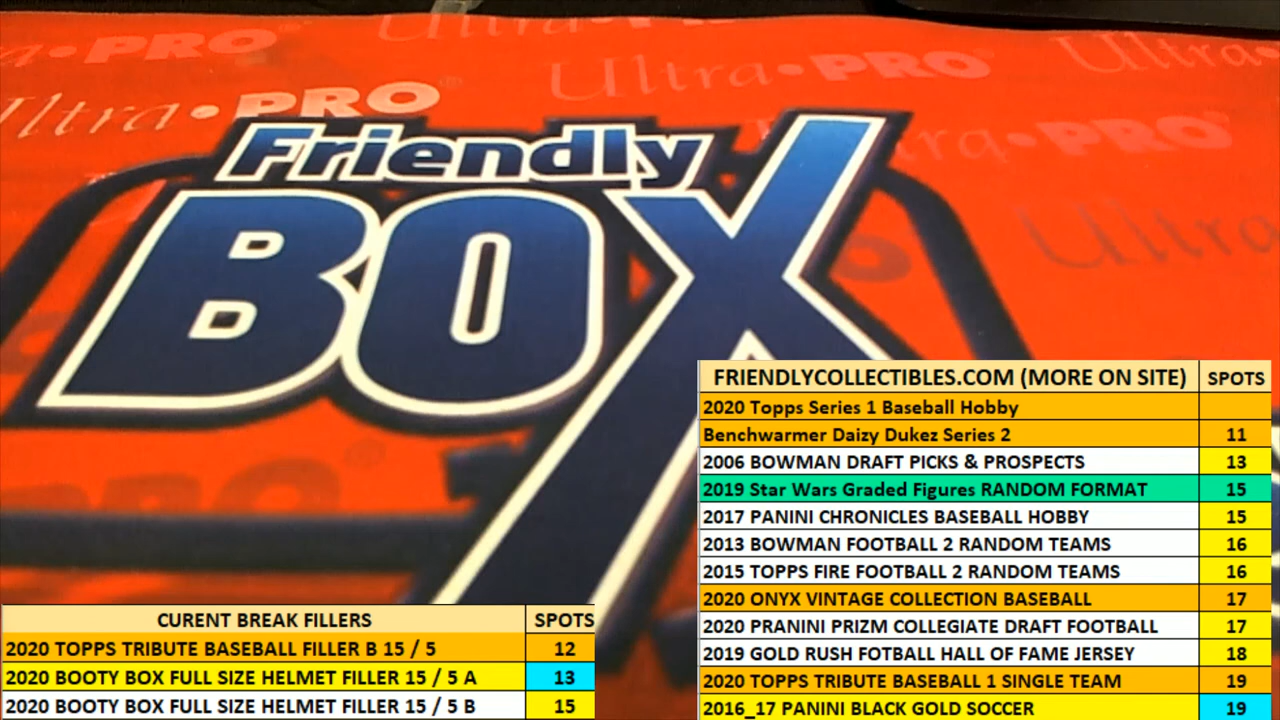 Ultra•PRO
Ultra•PRO
Ultra•PRO
Ultra
Friendly
BOX
Ultra
PRO
FRIENDLYCOLLECTIBLES.COM (MORE ON SITE) SPOTS
2020 Topps Series 1 Baseball Hobby
Benchwarmer Daizy Dukez Series 2 11
2006 BOWMAN DRAFT PICKS & PROSPECTS 13
2019 Star Wars Graded Figures RANDOM FORMAT 15
2017 PANINI CHRONICLES BASEBALL HOBBY 15
2013 BOWMAN FOOTBALL 2 RANDOM TEAMS 16
2015 TOPPS FIRE FOOTBALL 2 RANDOM TEAMS 16
2020 ONYX VINTAGE COLLECTION BASEBALL 17
2020 PRANINI PRIZM COLLEGIATE DRAFT FOOTBALL 17
2019 GOLD RUSH FOTBALL HALL OF FAME JERSEY 18
2020 TOPPS TRIBUTE BASEBALL 1 SINGLE TEAM 19
2016_17 PANINI BLACK GOLD SOCCER 19
CURENT BREAK FILLERS SPOTS
2020 TOPPS TRIBUTE BASEBALL FILLER B 15 / 5 12
2020 BOOTY BOX FULL SIZE HELMET FILLER 15 / 5 A 13
2020 BOOTY BOX FULL SIZE HELMET FILLER 15 / 5 B 15